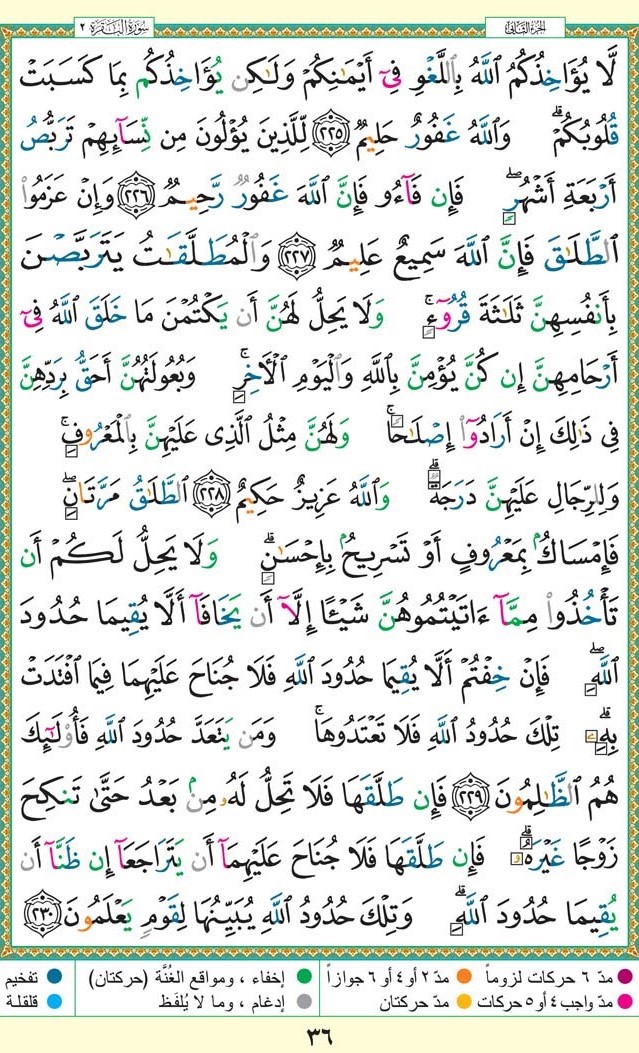 الجزء الثاني سورة البقرة ٢
لَّا يُؤَاخِذُكُمُ ٱللَّهُ بِٱللَّغْوِ فِىٓ أَيْمَٰنِكُمْ وَلَٰكِن يُؤَاخِذُكُم بِمَا كَسَبَتْ
قُلُوبُكُمْ ۗ وَٱللَّهُ غَفُورٌ حَلِيمٌ ٢٢٥ لِّلَّذِينَ يُؤْلُونَ مِن نِّسَآئِهِمْ تَرَبُّصُ
أَرْبَعَةِ أَشْهُرٍ ۖ فَإِن فَآءُو فَإِنَّ ٱللَّهَ غَفُورٌ رَّحِيمٌ ٢٢٦ وَإِنْ عَزَمُوا۟
ٱلطَّلَٰقَ فَإِنَّ ٱللَّهَ سَمِيعٌ عَلِيمٌ ٢٢٧ وَٱلْمُطَلَّقَٰتُ يَتَرَبَّصْنَ
بِأَنفُسِهِنَّ ثَلَٰثَةَ قُرُوٓءٍ ۚ وَلَا يَحِلُّ لَهُنَّ أَن يَكْتُمْنَ مَا خَلَقَ ٱللَّهُ فِىٓ
أَرْحَامِهِنَّ إِن كُنَّ يُؤْمِنَّ بِٱللَّهِ وَٱلْيَوْمِ ٱلْءَاخِرِ ۚ وَبُعُولَتُهُنَّ أَحَقُّ بِرَدِّهِنَّ
فِى ذَٰلِكَ إِنْ أَرَادُوٓا۟ إِصْلَٰحًا ۚ وَلَهُنَّ مِثْلُ ٱلَّذِى عَلَيْهِنَّ بِٱلْمَعْرُوفِ ۚ
وَلِلرِّجَالِ عَلَيْهِنَّ دَرَجَةٌ ۗ وَٱللَّهُ عَزِيزٌ حَكِيمٌ ٢٢٨ ٱلطَّلَٰقُ مَرَّتَانِ ۖ
فَإِمْسَاكٌۢ بِمَعْرُوفٍ أَوْ تَسْرِيحٌۢ بِإِحْسَٰنٍ ۗ وَلَا يَحِلُّ لَكُمْ أَن
تَأْخُذُوا۟ مِمَّآ ءَاتَيْتُمُوهُنَّ شَيْـًٔا إِلَّآ أَن يَخَافَآ أَلَّا يُقِيمَا حُدُودَ
ٱللَّهِ ۖ فَإِنْ خِفْتُمْ أَلَّا يُقِيمَا حُدُودَ ٱللَّهِ فَلَا جُنَاحَ عَلَيْهِمَا فِيمَا ٱفْتَدَتْ
بِهِۦ ۗ تِلْكَ حُدُودُ ٱللَّهِ فَلَا تَعْتَدُوهَا ۚ وَمَن يَتَعَدَّ حُدُودَ ٱللَّهِ فَأُو۟لَٰٓئِكَ
هُمُ ٱلظَّٰلِمُونَ ٢٢٩ فَإِن طَلَّقَهَا فَلَا تَحِلُّ لَهُۥ مِنۢ بَعْدُ حَتَّىٰ تَنكِحَ
زَوْجًا غَيْرَهُۥ ۗ فَإِن طَلَّقَهَا فَلَا جُنَاحَ عَلَيْهِمَآ أَن يَتَرَاجَعَآ إِن ظَنَّآ أَن
يُقِيمَا حُدُودَ ٱللَّهِ ۗ وَتِلْكَ حُدُودُ ٱللَّهِ يُبَيِّنُهَا لِقَوْمٍ يَعْلَمُونَ ٢٣٠
مدّ ٦ حركات لزوماً مدّ ٢ أو ٤ أو ٦ جوازاً إخفاء ، ومواقع الغُنَّة (حركتان) تفخيم
مدّ واجب ٤ أو ٥ حركات مدّ حركتان إدغام ، وما لا يُلفَظ قلقلة
٣٦